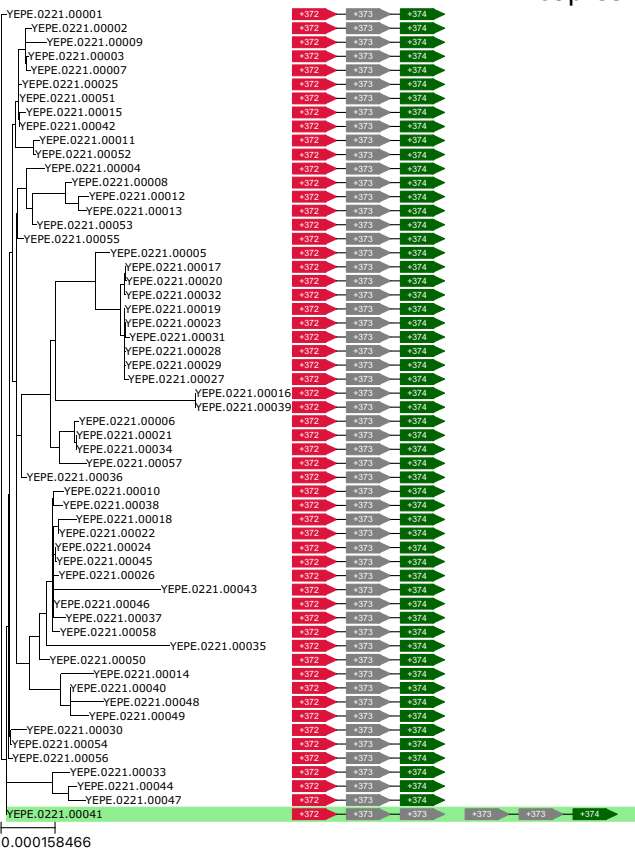 YEPE.0221.00001 +372 +373 +374
YEPE.0221.00002 +372 +373 +374
YEPE.0221.00009 +372 +373 +374
YEPE.0221.00003 +372 +373 +374
YEPE.0221.00007 +372 +373 +374
YEPE.0221.00025 +372 +373 +374
YEPE.0221.00051 +372 +373 +374
YEPE.0221.00015 +372 +373 +374
YEPE.0221.00042 +372 +373 +374
YEPE.0221.00011 +372 +373 +374
YEPE.0221.00052 +372 +373 +374
YEPE.0221.00004 +372 +373 +374
YEPE.0221.00008 +372 +373 +374
YEPE.0221.00012 +372 +373 +374
YEPE.0221.00013 +372 +373 +374
YEPE.0221.00053 +372 +373 +374
YEPE.0221.00055 +372 +373 +374
YEPE.0221.00005 +372 +373 +374
YEPE.0221.00017 +372 +373 +374
YEPE.0221.00020 +372 +373 +374
YEPE.0221.00032 +372 +373 +374
YEPE.0221.00019 +372 +373 +374
YEPE.0221.00023 +372 +373 +374
YEPE.0221.00031 +372 +373 +374
YEPE.0221.00028 +372 +373 +374
YEPE.0221.00029 +372 +373 +374
YEPE.0221.00027 +372 +373 +374
YEPE.0221.00016 +372 +373 +374
YEPE.0221.00039 +372 +373 +374
YEPE.0221.00006 +372 +373 +374
YEPE.0221.00021 +372 +373 +374
YEPE.0221.00034 +372 +373 +374
YEPE.0221.00057 +372 +373 +374
YEPE.0221.00036 +372 +373 +374
YEPE.0221.00010 +372 +373 +374
YEPE.0221.00038 +372 +373 +374
YEPE.0221.00018 +372 +373 +374
YEPE.0221.00022 +372 +373 +374
YEPE.0221.00024 +372 +373 +374
YEPE.0221.00045 +372 +373 +374
YEPE.0221.00026 +372 +373 +374
YEPE.0221.00043 +372 +373 +374
YEPE.0221.00046 +372 +373 +374
YEPE.0221.00037 +372 +373 +374
YEPE.0221.00058 +372 +373 +374
YEPE.0221.00035 +372 +373 +374
YEPE.0221.00050 +372 +373 +374
YEPE.0221.00014 +372 +373 +374
YEPE.0221.00040 +372 +373 +374
YEPE.0221.00048 +372 +373 +374
YEPE.0221.00049 +372 +373 +374
YEPE.0221.00030 +372 +373 +374
YEPE.0221.00054 +372 +373 +374
YEPE.0221.00056 +372 +373 +374
YEPE.0221.00033 +372 +373 +374
YEPE.0221.00044 +372 +373 +374
YEPE.0221.00047 +372 +373 +374
YEPE.0221.00041 +372 +373 +373 +373 +373 +374
0.000158466